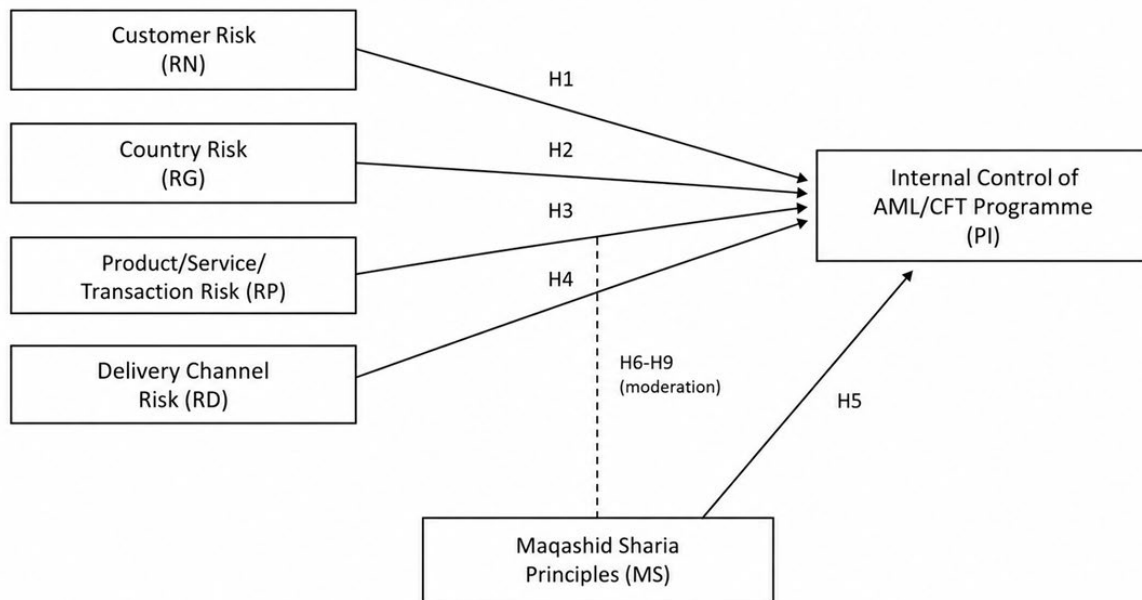 Customer Risk
(RN)
H1
Country Risk
(RG)
H2
H3
Product/Service/
Transaction Risk (RP)
H4
Delivery Channel
Risk (RD)
Internal Control of
AML/CFT Programme
(PI)
H6-H9
(moderation)
H5
Maqashid Sharia
Principles (MS)